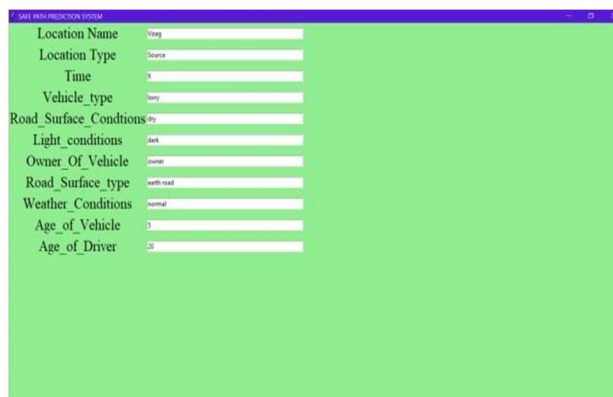 SAFE PATH PREDICTION SYSTEM
Location Name Vizag
Location Type Source
Time 9
Vehicle_type lorry
Road_Surface_Condtions dry
Light_conditions dark
Owner_Of_Vehicle owner
Road_Surface_type earth road
Weather_Conditions normal
Age_of_Vehicle 5
Age_of_Driver 20